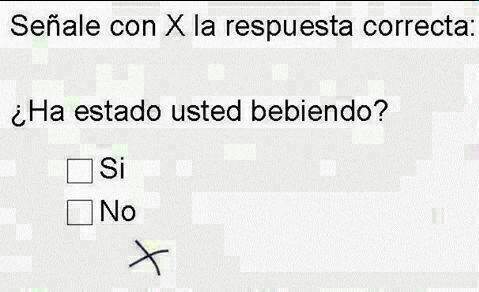 Señale con X la respuesta correcta:
¿Ha estado usted bebiendo?
Si
No
X